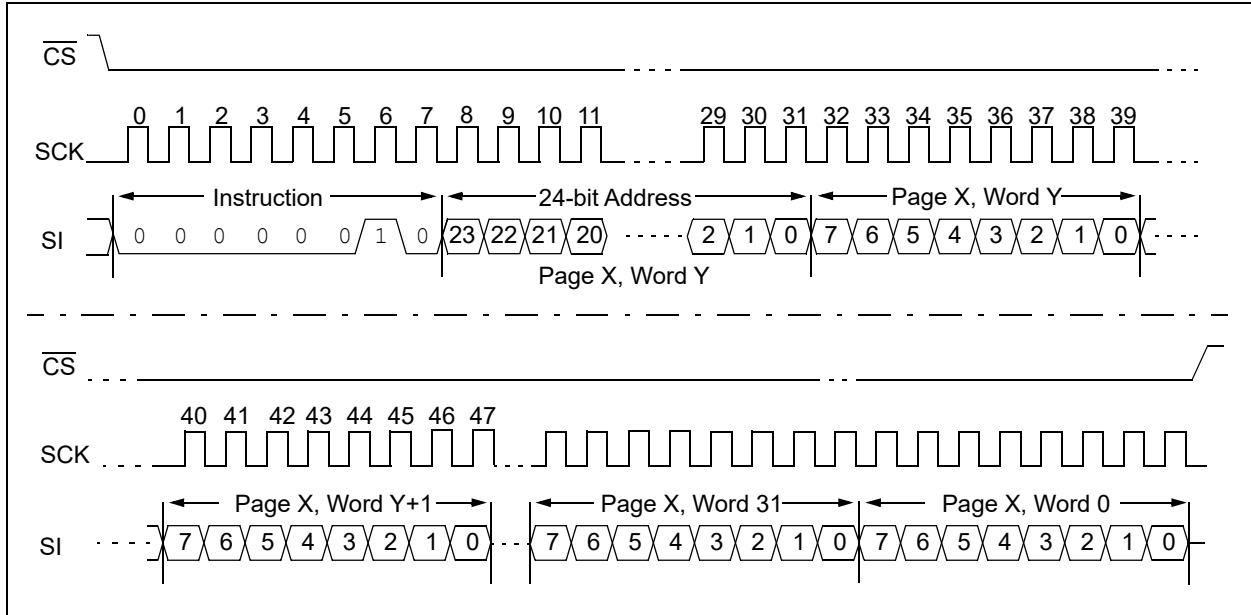 CS
0 1 2 3 4 5 6 7 8 9 10 11 29 30 31 32 33 34 35 36 37 38 39
SCK
Instruction 24-bit Address Page X, Word Y
SI 0 0 0 0 0 0 1 0 23 22 21 20 2 1 0 7 6 5 4 3 2 1 0
Page X, Word Y
CS
40 41 42 43 44 45 46 47
SCK
Page X, Word Y+1 Page X, Word 31 Page X, Word 0
SI 7 6 5 4 3 2 1 0 7 6 5 4 3 2 1 0 7 6 5 4 3 2 1 0